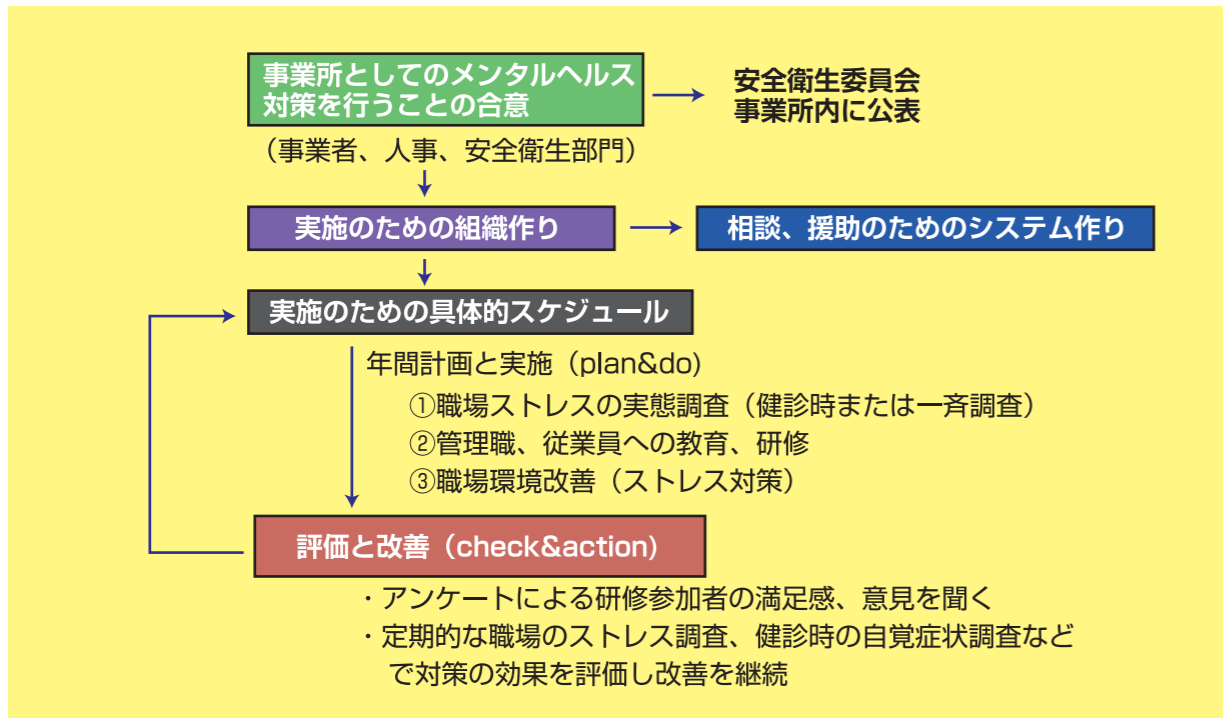 事業所としてのメンタルヘルス
対策を行うことの合意
安全衛生委員会
事業所内に公表
（事業者、人事、安全衛生部門）
実施のための組織作り
相談、援助のためのシステム作り
実施のための具体的スケジュール
年間計画と実施（plan&do)
①職場ストレスの実態調査（健診時または一斉調査）
②管理職、従業員への教育、研修
③職場環境改善（ストレス対策）
評価と改善（check&action)
・アンケートによる研修参加者の満足感、意見を聞く
・定期的な職場のストレス調査、健診時の自覚症状調査など
で対策の効果を評価し改善を継続